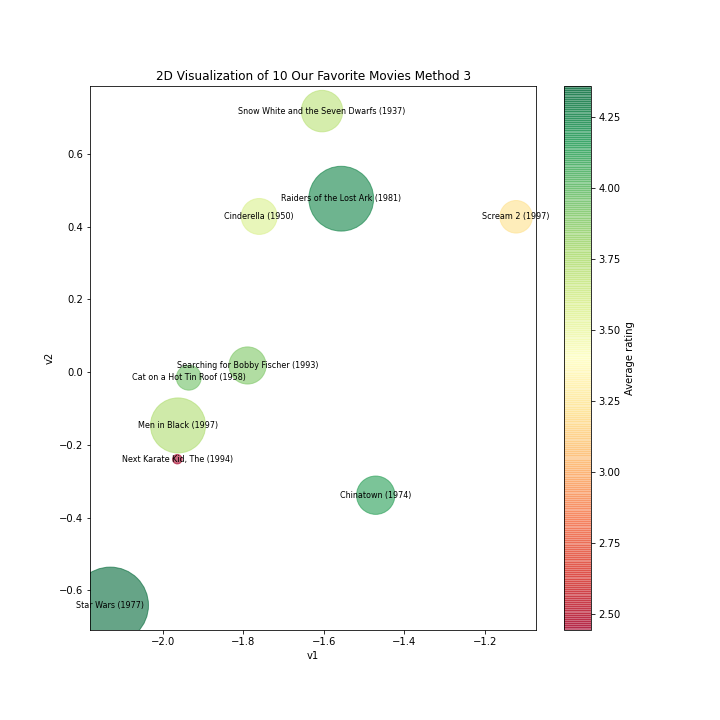 2D Visualization of 10 Our Favorite Movies Method 3
Snow White and the Seven Dwarfs (1937)
Raiders of the Lost Ark (1981)
Cinderella (1950)
Scream 2 (1997)
Searching for Bobby Fischer (1993)
Cat on a Hot Tin Roof (1958)
Men in Black (1997)
Next Karate Kid, The (1994)
Chinatown (1974)
Star Wars (1977)
0.6
0.4
0.2
0.0
−0.2
−0.4
−0.6
v2
−2.0
−1.8
−1.6
−1.4
−1.2
v1
4.25
4.00
3.75
3.50
3.25
3.00
2.75
2.50
Average rating